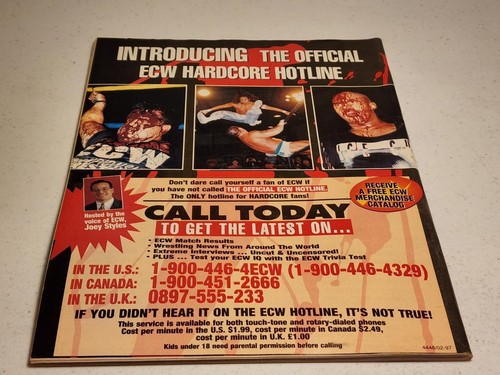 INTRODUCING THE OFFICIAL
ECW HARDCORE HOTLINE
ECW
Don't dare call yourself a fan of ECW if
you have not called THE OFFICIAL ECW HOTLINE.
The ONLY hotline for HARDCORE fans!
RECEIVE
A FREE ECW
MERCHANDISE
CATALOG
Hosted by the
voice of ECW,
Joey Styles
CALL TODAY
TO GET THE LATEST ON...
• ECW Match Results
• Wrestling News From Around The World
• Extreme Interviews ... Uncut & Uncensored!
• PLUS ... Test your ECW IQ with the ECW Trivia Test
IN THE U.S.: 1-900-446-4ECW (1-900-446-4329)
IN CANADA: 1-900-451-2666
IN THE U.K.: 0897-555-233
IF YOU DIDN'T HEAR IT ON THE ECW HOTLINE, IT'S NOT TRUE!
This service is available for both touch-tone and rotary-dialed phones
Cost per minute in the U.S. $1.99, cost per minute in Canada $2.49,
cost per minute in U.K. £1.00
Kids under 18 need parental permission before calling
4448/02-97